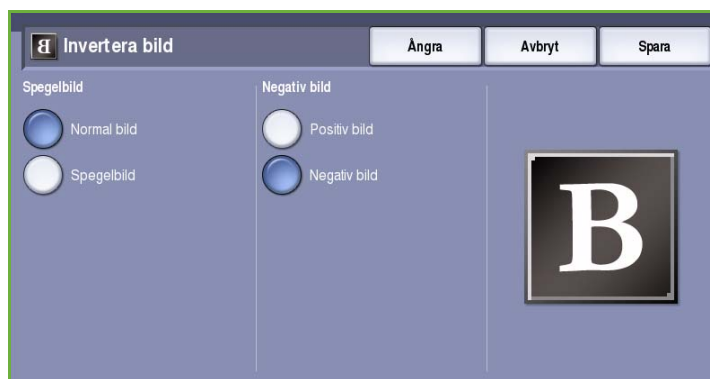 B Invertera bild
Ångra
Avbryt
Spara
Spegelbild
Normal bild
Spegelbild
Negativ bild
Positiv bild
Negativ bild
B